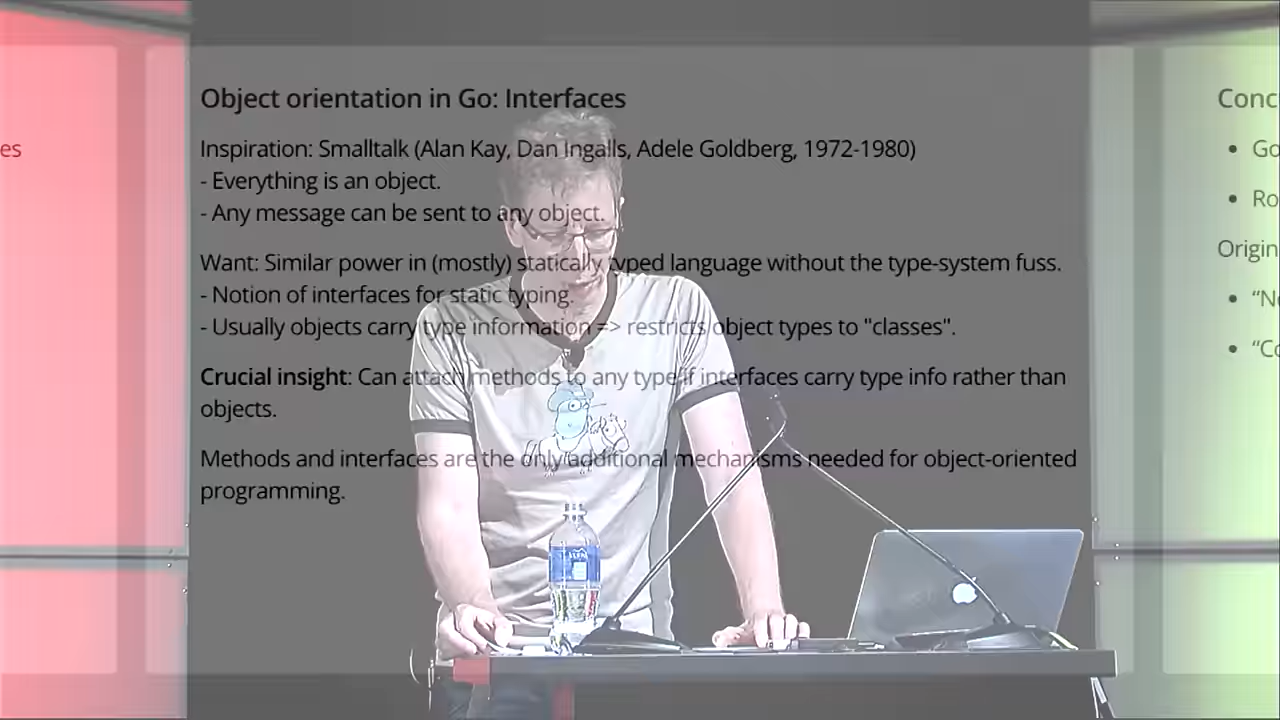 es
Object orientation in Go: Interfaces
Inspiration: Smalltalk (Alan Kay, Dan Ingalls, Adele Goldberg, 1972-1980)
- Everything is an object.
- Any message can be sent to any object.
Want: Similar power in (mostly) statically typed language without the type-system fuss.
- Notion of interfaces for static typing.
- Usually objects carry type information => restricts object types to "classes".
Crucial insight: Can attach methods to any type if interfaces carry type info rather than
objects.
Methods and interfaces are the only additional mechanisms needed for object-oriented
programming.
Conc
• Go
• Ro
Origin
• “N
• “Co